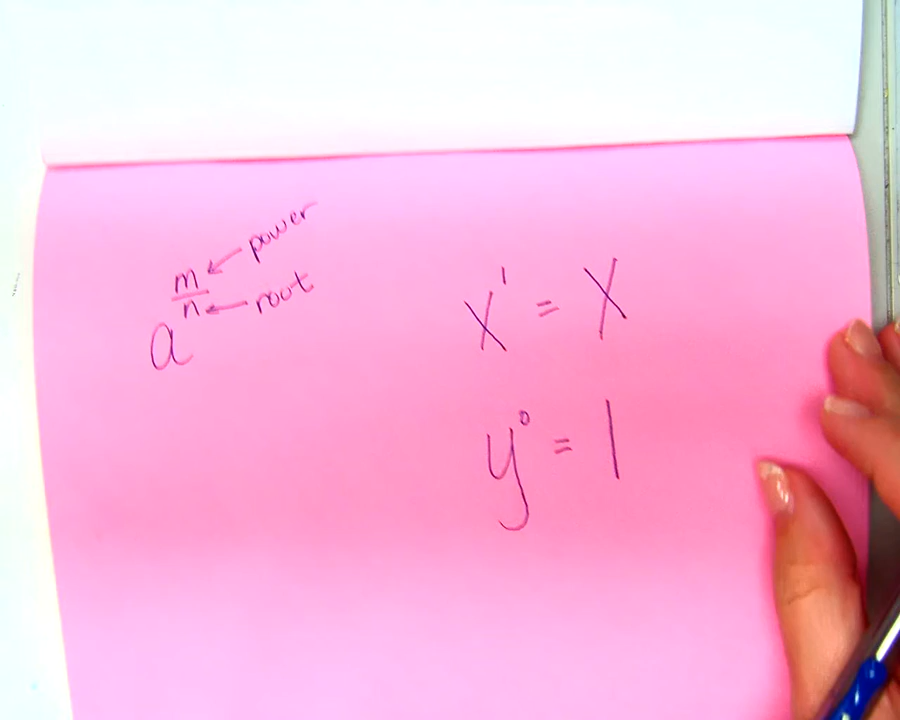 a^(m/n)
m ← power
n ← root
x¹ = x
y⁰ = 1